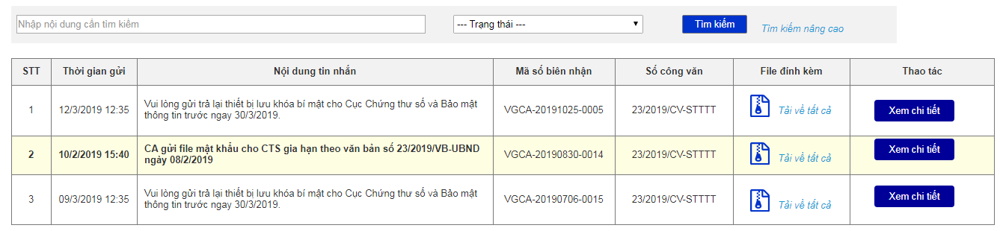 Nhập nội dung cần tìm kiếm
--- Trạng thái ---
Tìm kiếm
Tìm kiếm nâng cao
STT
Thời gian gửi
Nội dung tin nhắn
Mã số biên nhận
Số công văn
File đính kèm
Thao tác
1
12/3/2019 12:35
Vui lòng gửi trả lại thiết bị lưu khóa bí mật cho Cục Chứng thư số và Bảo mật
thông tin trước ngay 30/3/2019.
VGCA-20191025-0005
23/2019/CV-STTTT
Tải về tất cả
Xem chi tiết
2
10/2/2019 15:40
CA gửi file mật khẩu cho CTS gia hạn theo văn bản số 23/2019/VB-UBND
ngày 08/2/2019
VGCA-20190830-0014
23/2019/CV-STTTT
Tải về tất cả
Xem chi tiết
3
09/3/2019 12:35
Vui lòng gửi trả lại thiết bị lưu khóa bí mật cho Cục Chứng thư số và Bảo mật
thông tin trước ngay 30/3/2019.
VGCA-20190706-0015
23/2019/CV-STTTT
Tải về tất cả
Xem chi tiết